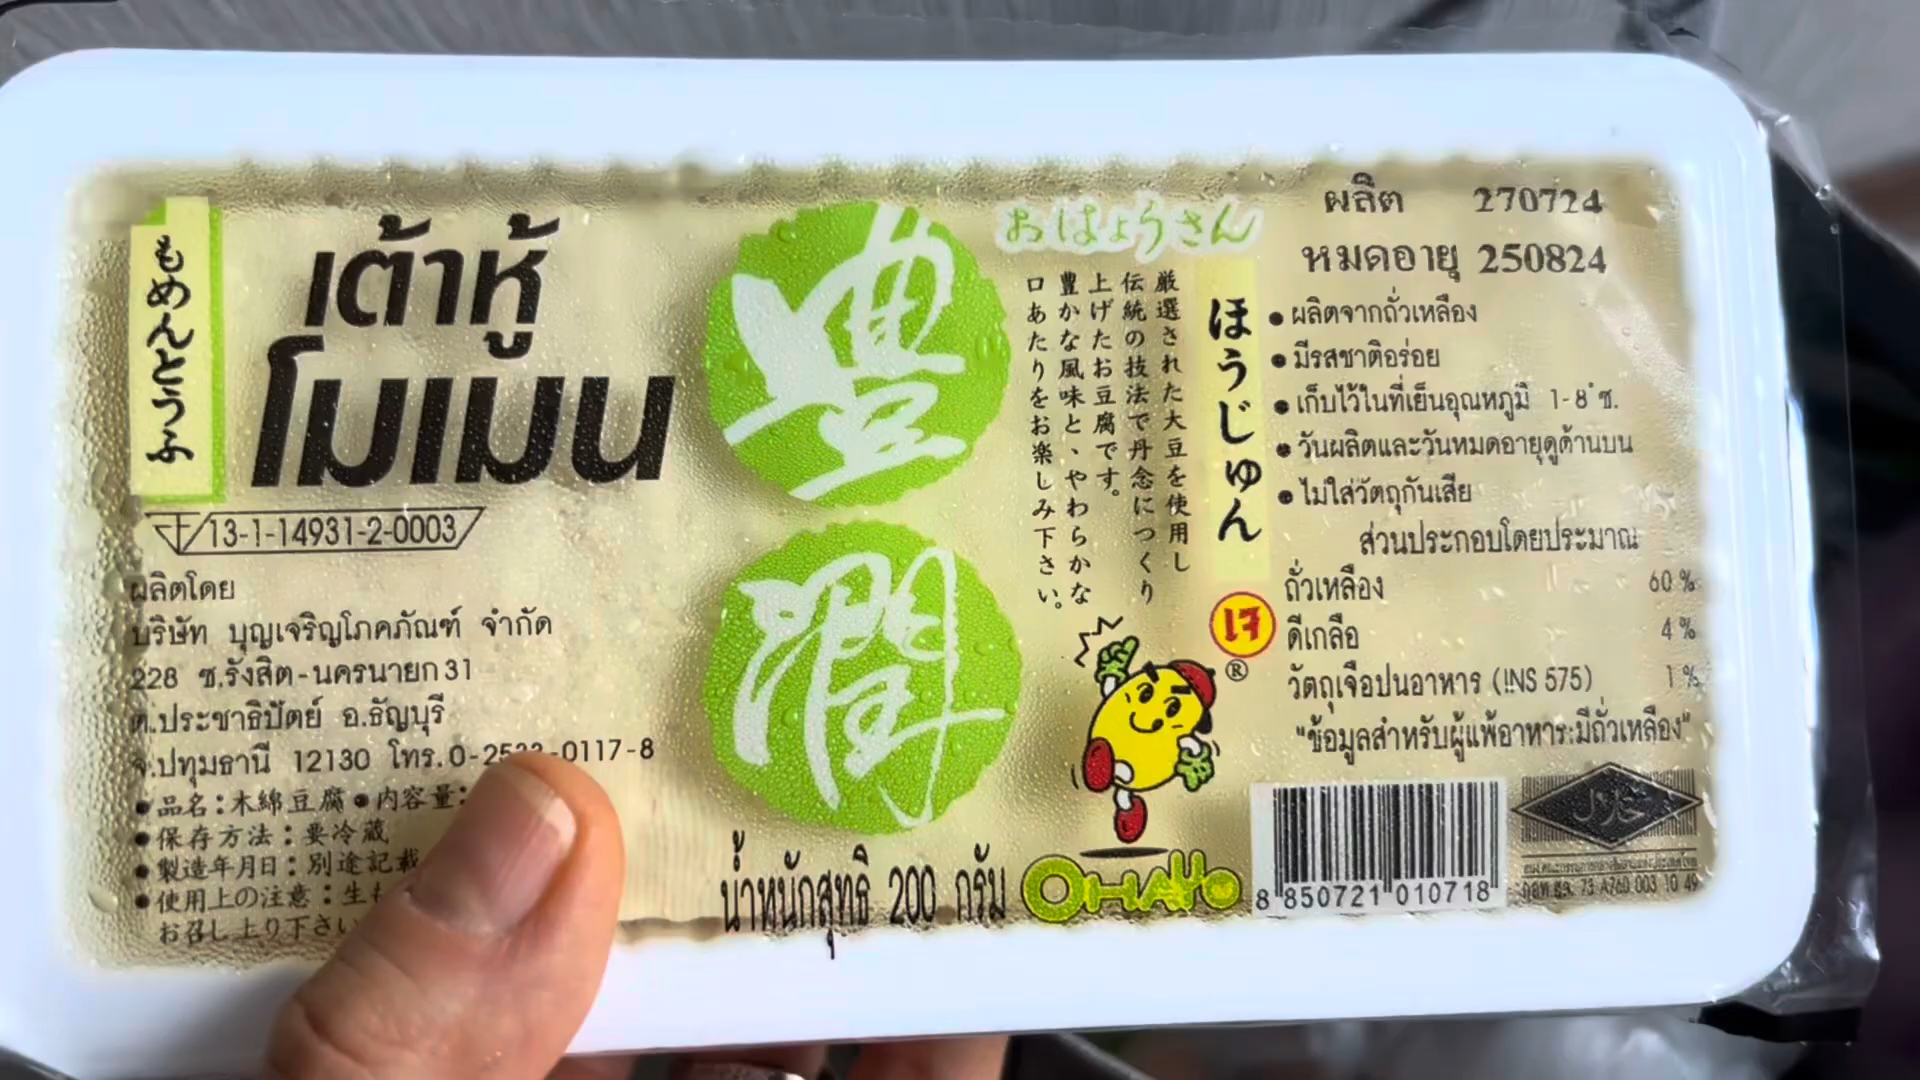 もめんとうふ
เต้าหู้
โมเมน
13-1-14931-2-0003
ผลิตโดย
บริษัท บุญเจริญโภคภัณฑ์ จำกัด
228 ซ.รังสิต-นครนายก 31
ต.ประชาธิปัตย์ อ.ธัญบุรี
จ.ปทุมธานี 12130 โทร.0-25 -0117-8
●品名：木綿豆腐●内容量：
●保存方法：要冷蔵
●製造年月日：別途記載
●使用上の注意：生も
お召し上り下さい
豊
潤
น้ำหนักสุทธิ 200 กรัม
おはようさん
ほうじゅん
厳選された大豆を使用し
伝統の技法で丹念につくり
上げたお豆腐です。
豊かな風味と、やわらかな
口あたりをお楽しみ下さい。
เจ
®
OHAYO
ผลิต 270724
หมดอายุ 250824
● ผลิตจากถั่วเหลือง
● มีรสชาติอร่อย
● เก็บไว้ในที่เย็นอุณหภูมิ 1-8 ํซ.
● วันผลิตและวันหมดอายุดูด้านบน
● ไม่ใส่วัตถุกันเสีย
ส่วนประกอบโดยประมาณ
ถั่วเหลือง 60 %
ดีเกลือ 4 %
วัตถุเจือปนอาหาร (INS 575) 1 %
"ข้อมูลสำหรับผู้แพ้อาหาร:มีถั่วเหลือง"
8 850721 010718
حلال